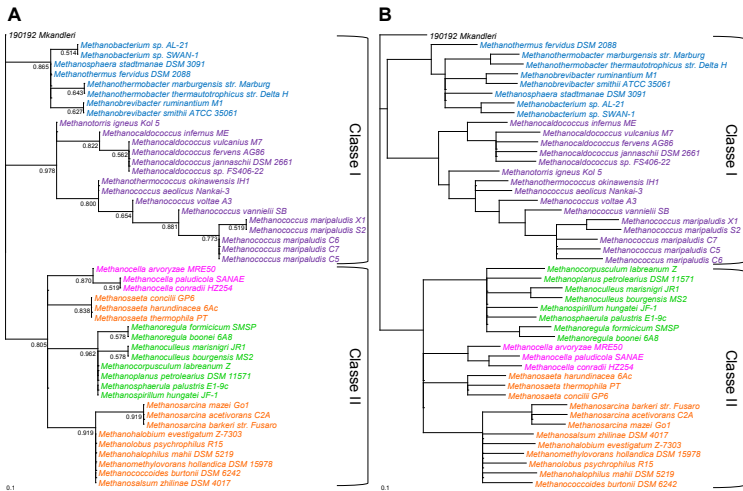 A
190192 Mkandleri
0.514
Methanobacterium sp. AL-21
Methanobacterium sp. SWAN-1
0.865
Methanosphaera stadtmanae DSM 3091
Methanothermus fervidus DSM 2088
0.643
Methanothermobacter marburgensis str. Marburg
Methanothermobacter thermautotrophicus str. Delta H
0.627
Methanobrevibacter ruminantium M1
Methanobrevibacter smithii ATCC 35061
Methanotorris igneus Kol 5
Methanocaldococcus infernus ME
0.822
Methanocaldococcus vulcanius M7
0.562
Methanocaldococcus fervens AG86
Methanocaldococcus jannaschii DSM 2661
Methanocaldococcus sp. FS406-22
0.978
Methanothermococcus okinawensis IH1
0.800
Methanococcus aeolicus Nankai-3
0.654
Methanococcus voltae A3
0.881
Methanococcus vannielii SB
Methanococcus maripaludis X1
0.519
Methanococcus maripaludis S2
0.773
Methanococcus maripaludis C6
Methanococcus maripaludis C7
Methanococcus maripaludis C5
Classe I
Methanocella arvoryzae MRE50
0.870
Methanocella paludicola SANAE
0.519
Methanocella conradii HZ254
Methanosaeta concilii GP6
0.838
Methanosaeta harundinacea 6Ac
Methanosaeta thermophila PT
0.805
Methanoregula formicicum SMSP
0.578
Methanoregula boonei 6A8
0.962
Methanoculleus marisnigri JR1
0.578
Methanoculleus bourgensis MS2
Methanocorpusculum labreanum Z
Methanoplanus petrolearius DSM 11571
Methanosphaerula palustris E1-9c
Methanospirillum hungatei JF-1
Methanosarcina mazei Go1
0.919
Methanosarcina acetivorans C2A
Methanosarcina barkeri str. Fusaro
0.919
Methanohalobium evestigatum Z-7303
Methanolobus psychrophilus R15
Methanohalophilus mahii DSM 5219
Methanomethylovorans hollandica DSM 15978
Methanococcoides burtonii DSM 6242
Methanosalsum zhilinae DSM 4017
Classe II
0.1
B
190192 Mkandleri
Methanothermus fervidus DSM 2088
Methanothermobacter marburgensis str. Marburg
Methanothermobacter thermautotrophicus str. Delta H
Methanobrevibacter ruminantium M1
Methanobrevibacter smithii ATCC 35061
Methanosphaera stadtmanae DSM 3091
Methanobacterium sp. AL-21
Methanobacterium sp. SWAN-1
Methanocaldococcus infernus ME
Methanocaldococcus vulcanius M7
Methanocaldococcus fervens AG86
Methanocaldococcus jannaschii DSM 2661
Methanocaldococcus sp. FS406-22
Methanotorris igneus Kol 5
Methanothermococcus okinawensis IH1
Methanococcus aeolicus Nankai-3
Methanococcus voltae A3
Methanococcus vannielii SB
Methanococcus maripaludis X1
Methanococcus maripaludis S2
Methanococcus maripaludis C7
Methanococcus maripaludis C5
Methanococcus maripaludis C6
Classe I
Methanocorpusculum labreanum Z
Methanoplanus petrolearius DSM 11571
Methanoculleus marisnigri JR1
Methanoculleus bourgensis MS2
Methanospirillum hungatei JF-1
Methanosphaerula palustris E1-9c
Methanoregula formicicum SMSP
Methanoregula boonei 6A8
Methanocella arvoryzae MRE50
Methanocella paludicola SANAE
Methanocella conradii HZ254
Methanosaeta harundinacea 6Ac
Methanosaeta thermophila PT
Methanosaeta concilii GP6
Methanosarcina barkeri str. Fusaro
Methanosarcina acetivorans C2A
Methanosarcina mazei Go1
Methanosalsum zhilinae DSM 4017
Methanohalobium evestigatum Z-7303
Methanomethylovorans hollandica DSM 15978
Methanolobus psychrophilus R15
Methanohalophilus mahii DSM 5219
Methanococcoides burtonii DSM 6242
Classe II
0.1